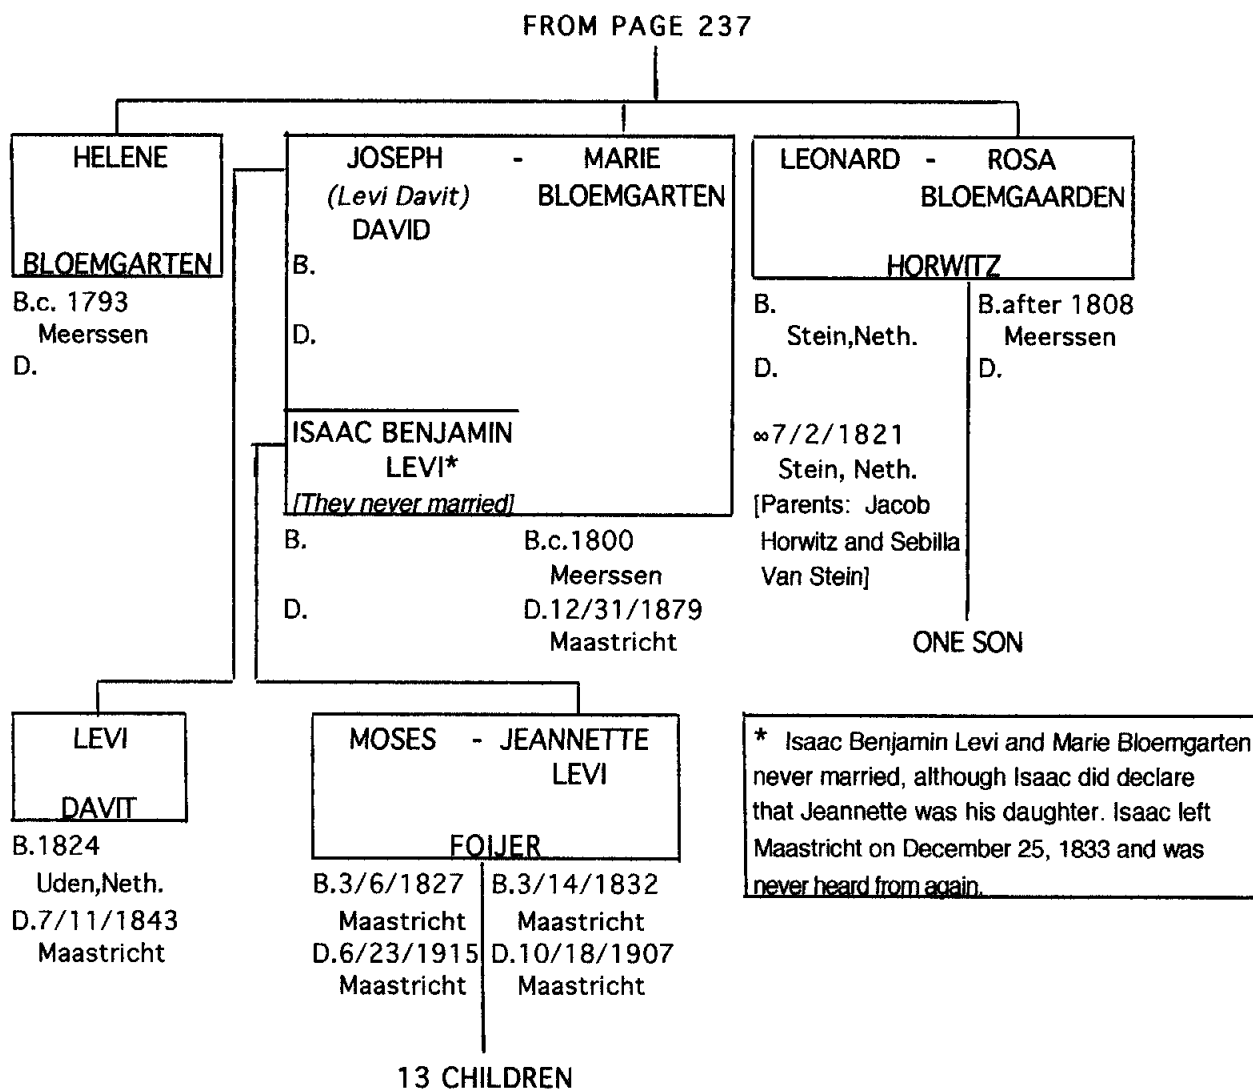 FROM PAGE 237
HELENE
BLOEMGARTEN
B.c. 1793
Meerssen
D.
JOSEPH - MARIE
(Levi Davit) BLOEMGARTEN
DAVID
B.
D.
ISAAC BENJAMIN
LEVI*
[They never married]
B. B.c.1800
Meerssen
D. D.12/31/1879
Maastricht
LEONARD - ROSA
BLOEMGAARDEN
HORWITZ
B. B.after 1808
Stein,Neth. Meerssen
D. D.
∞7/2/1821
Stein, Neth.
[Parents: Jacob
Horwitz and Sebilla
Van Stein]
ONE SON
LEVI
DAVIT
B.1824
Uden,Neth.
D.7/11/1843
Maastricht
MOSES - JEANNETTE
LEVI
FOIJER
B.3/6/1827 B.3/14/1832
Maastricht Maastricht
D.6/23/1915 D.10/18/1907
Maastricht Maastricht
13 CHILDREN
* Isaac Benjamin Levi and Marie Bloemgarten
never married, although Isaac did declare
that Jeannette was his daughter. Isaac left
Maastricht on December 25, 1833 and was
never heard from again.